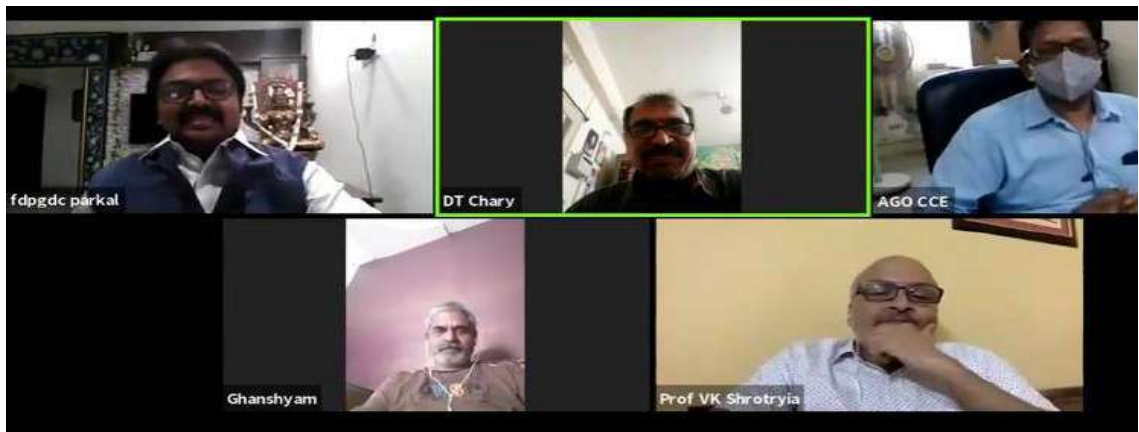 fdpgdc parkal
DT Chary
AGO CCE
Ghanshyam
Prof VK Shrotryia